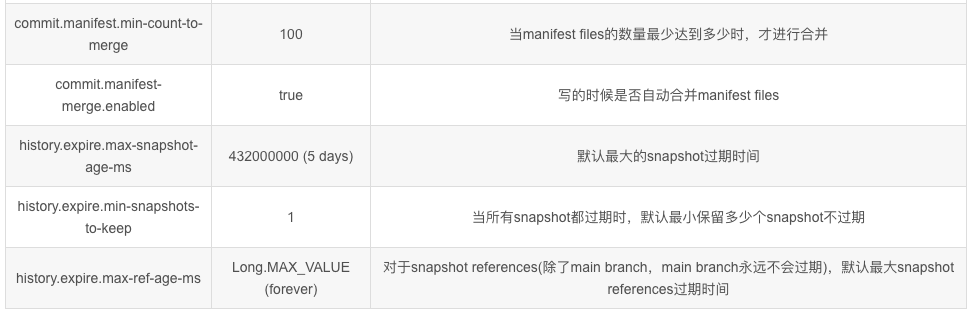 commit.manifest.min-count-to-
merge
100
当manifest files的数量最少达到多少时，才进行合并
commit.manifest-
merge.enabled
true
写的时候是否自动合并manifest files
history.expire.max-snapshot-
age-ms
432000000 (5 days)
默认最大的snapshot过期时间
history.expire.min-snapshots-
to-keep
1
当所有snapshot都过期时，默认最小保留多少个snapshot不过期
history.expire.max-ref-age-ms
Long.MAX_VALUE
(forever)
对于snapshot references(除了main branch，main branch永远不会过期)，默认最大snapshot
references过期时间